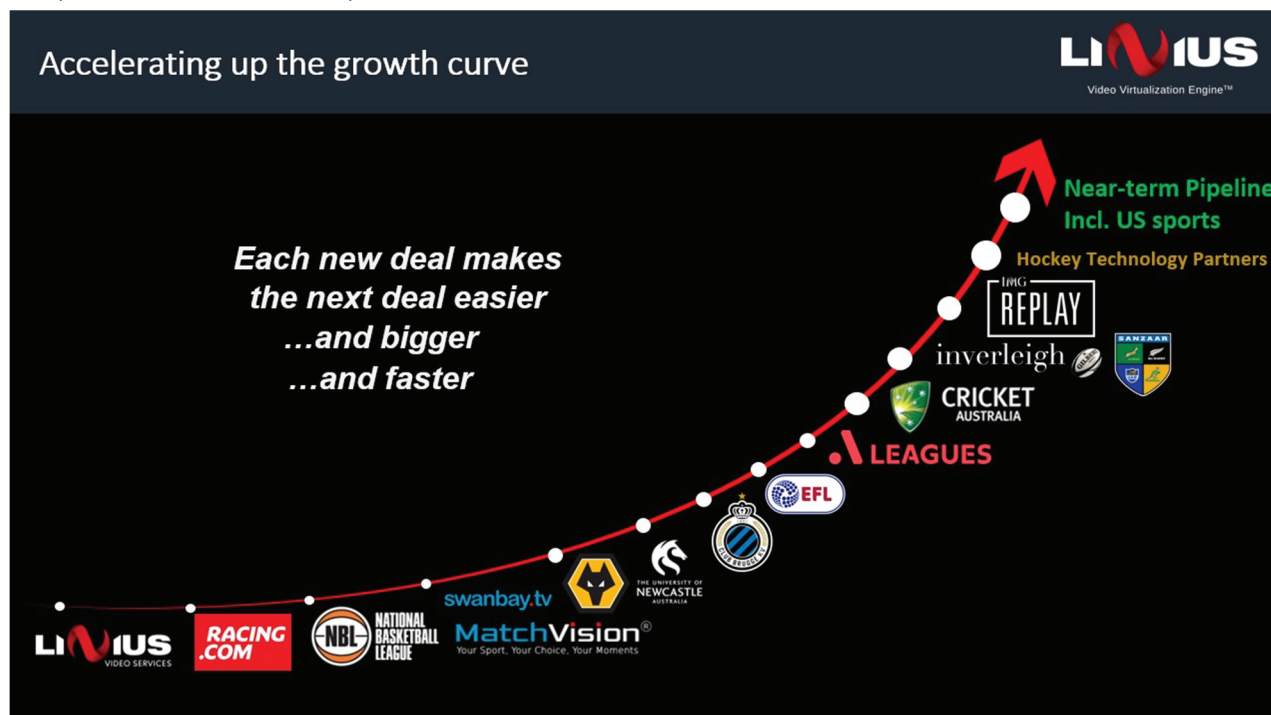 Accelerating up the growth curve
LINIUS
Video Virtualization Engine™
Each new deal makes
the next deal easier
…and bigger
…and faster
Near-term Pipeline
Incl. US sports
Hockey Technology Partners
IMG
REPLAY
inverleigh
GILBERT
SANZAAR
CRICKET
AUSTRALIA
A LEAGUES
EFL
CLUB BRUGGE K.V.
THE UNIVERSITY OF
NEWCASTLE
AUSTRALIA
swanbay.tv
MatchVision®
Your Sport, Your Choice, Your Moments
NBL
NATIONAL
BASKETBALL
LEAGUE
RACING
.COM
LINIUS
VIDEO SERVICES